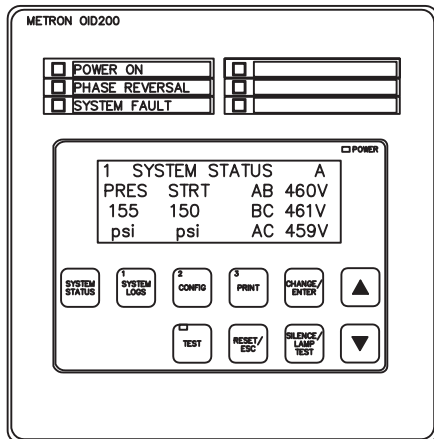 METRON OID200
POWER ON
PHASE REVERSAL
SYSTEM FAULT
POWER
1 SYSTEM STATUS A
PRES STRT AB 460V
155 150 BC 461V
psi psi AC 459V
SYSTEM STATUS
1 SYSTEM LOGS
2 CONFIG
3 PRINT
CHANGE/ ENTER
TEST
RESET/ ESC
SILENCE/ LAMP TEST